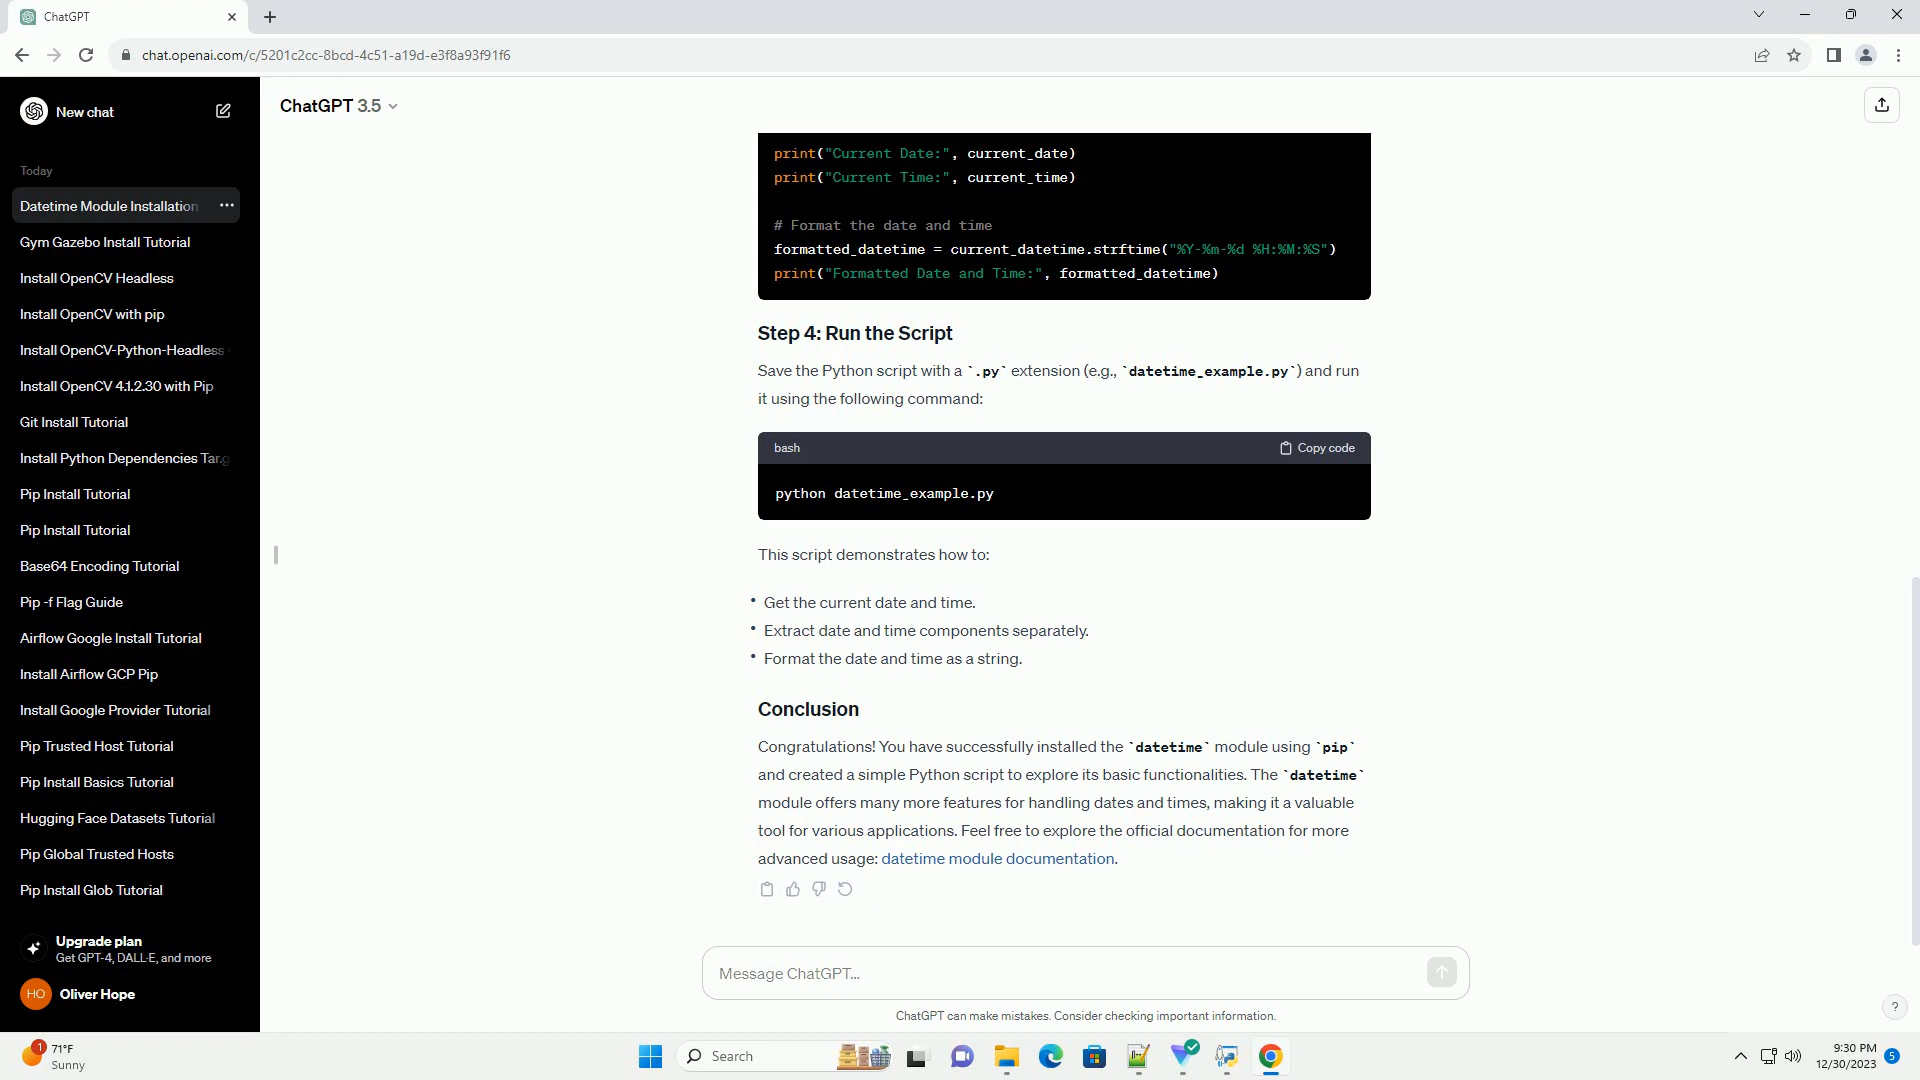 ChatGPT
chat.openai.com/c/5201c2cc-8bcd-4c51-a19d-e3f8a93f91f6
New chat
Today
Datetime Module Installation
Gym Gazebo Install Tutorial
Install OpenCV Headless
Install OpenCV with pip
Install OpenCV-Python-Headless
Install OpenCV 4.1.2.30 with Pip
Git Install Tutorial
Install Python Dependencies Tar.g
Pip Install Tutorial
Pip Install Tutorial
Base64 Encoding Tutorial
Pip -f Flag Guide
Airflow Google Install Tutorial
Install Airflow GCP Pip
Install Google Provider Tutorial
Pip Trusted Host Tutorial
Pip Install Basics Tutorial
Hugging Face Datasets Tutorial
Pip Global Trusted Hosts
Pip Install Glob Tutorial
Upgrade plan
Get GPT-4, DALL·E, and more
HO Oliver Hope
ChatGPT 3.5
print("Current Date:", current_date)
print("Current Time:", current_time)
# Format the date and time
formatted_datetime = current_datetime.strftime("%Y-%m-%d %H:%M:%S")
print("Formatted Date and Time:", formatted_datetime)
Step 4: Run the Script
Save the Python script with a `.py` extension (e.g., `datetime_example.py`) and run
it using the following command:
bash Copy code
python datetime_example.py
This script demonstrates how to:
• Get the current date and time.
• Extract date and time components separately.
• Format the date and time as a string.
Conclusion
Congratulations! You have successfully installed the `datetime` module using `pip`
and created a simple Python script to explore its basic functionalities. The `datetime`
module offers many more features for handling dates and times, making it a valuable
tool for various applications. Feel free to explore the official documentation for more
advanced usage: datetime module documentation.
Message ChatGPT...
ChatGPT can make mistakes. Consider checking important information.
?
1
71°F
Sunny
Search
9:30 PM
12/30/2023
5